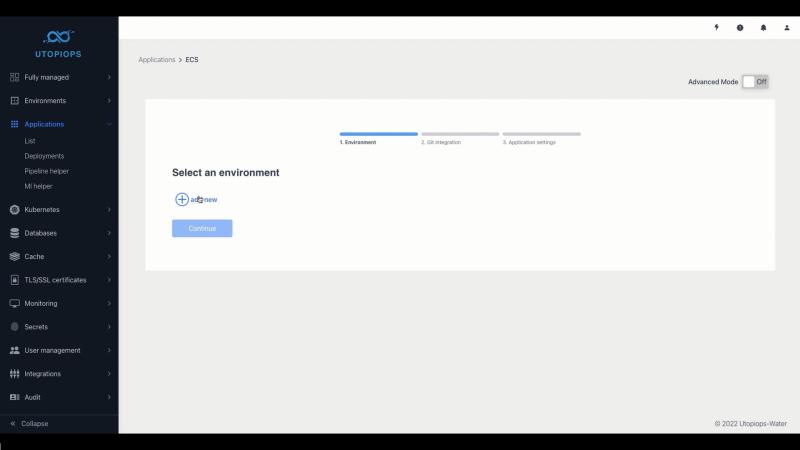 UTOPIOPS
Fully managed
Environments
Applications
List
Deployments
Pipeline helper
MI helper
Kubernetes
Databases
Cache
TLS/SSL certificates
Monitoring
Secrets
User management
Integrations
Audit
Collapse
Applications > ECS
Advanced Mode Off
1. Environment
2. Git integration
3. Application settings
Select an environment
add new
Continue
© 2022 Utopiops-Water